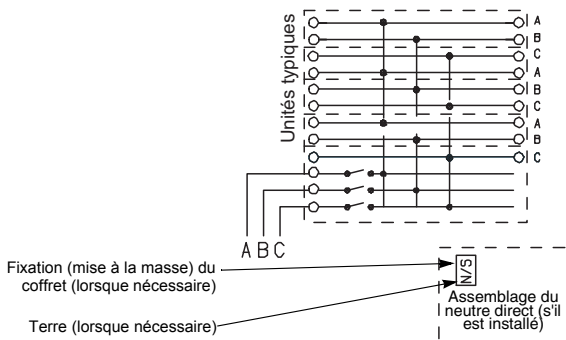 Unités typiques
A
B
C
A
B
C
A
B
C
A B C
Fixation (mise à la masse) du
coffret (lorsque nécessaire)
Terre (lorsque nécessaire)
N/S
Assemblage du
neutre direct (s'il
est installé)